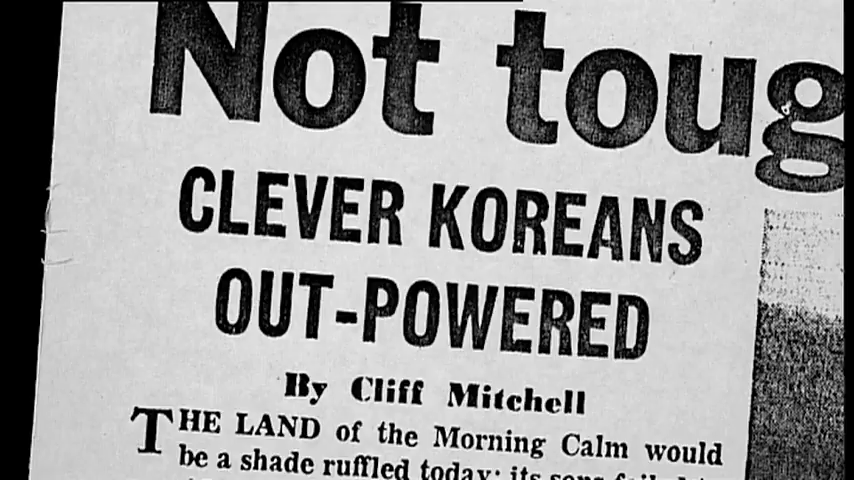 Not toug
CLEVER KOREANS
OUT-POWERED
By Cliff Mitchell
THE LAND of the Morning Calm would
be a shade ruffled today; its sons